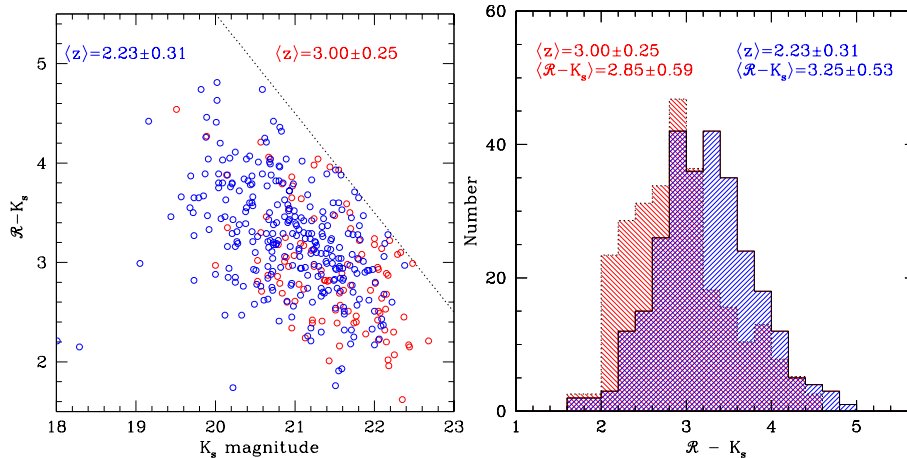 ⟨z⟩=2.23±0.31
⟨z⟩=3.00±0.25
5
4
3
2
ℛ−Kₛ
18
19
20
21
22
23
Kₛ magnitude
⟨z⟩=3.00±0.25
⟨ℛ−Kₛ⟩=2.85±0.59
⟨z⟩=2.23±0.31
⟨ℛ−Kₛ⟩=3.25±0.53
60
40
20
0
Number
1
2
3
4
5
ℛ − Kₛ